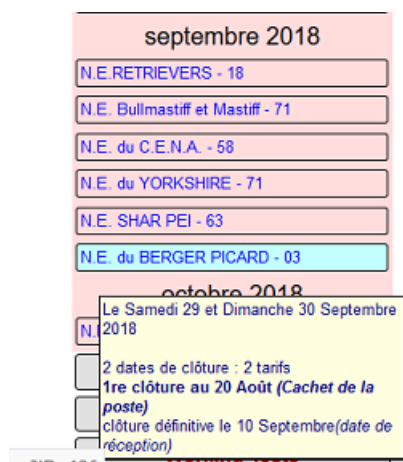 septembre 2018
N.E.RETRIEVERS - 18
N.E. Bullmastiff et Mastiff - 71
N.E. du C.E.N.A. - 58
N.E. du YORKSHIRE - 71
N.E. SHAR PEI - 63
N.E. du BERGER PICARD - 03
octobre 2018
Le Samedi 29 et Dimanche 30 Septembre
2018
2 dates de clôture : 2 tarifs
1re clôture au 20 Août (Cachet de la
poste)
clôture définitive le 10 Septembre(date de
réception)